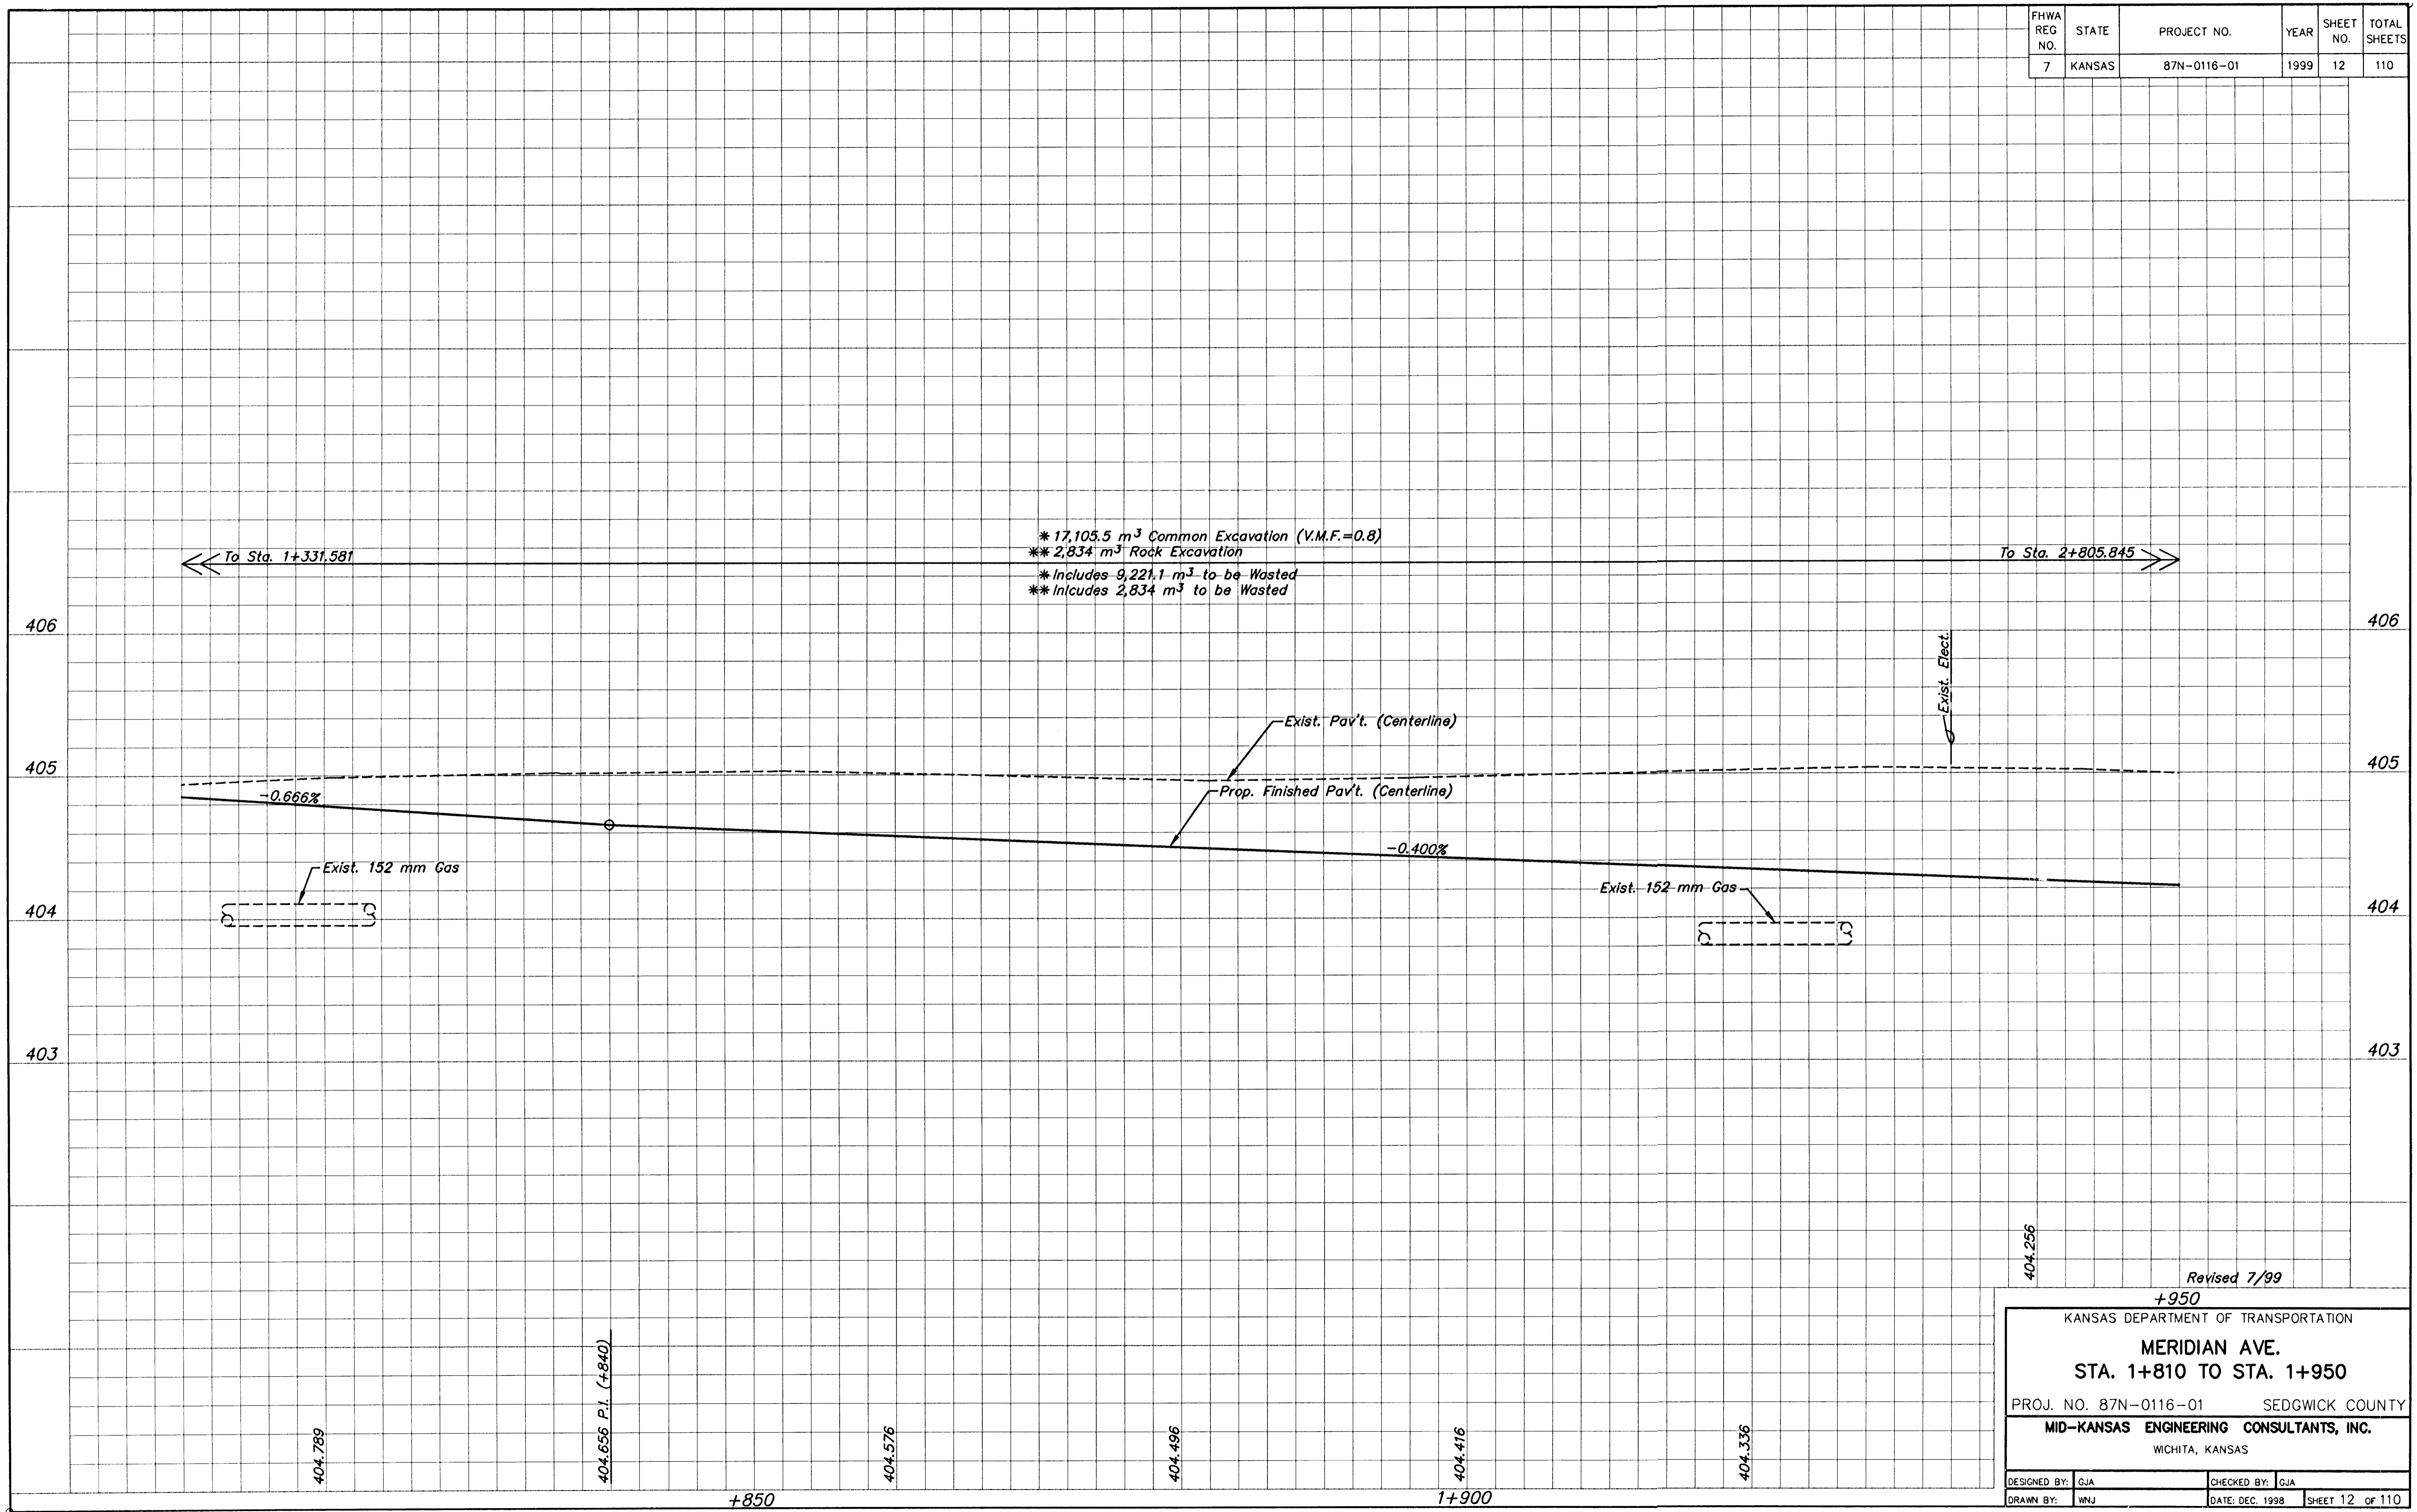 FHWA REG NO. STATE PROJECT NO. YEAR SHEET NO. TOTAL SHEETS
7 KANSAS 87N-0116-01 1999 12 110
* 17,105.5 m³ Common Excavation (V.M.F.=0.8)
** 2,834 m³ Rock Excavation
To Sta. 1+331.581
To Sta. 2+805.845
* Includes 9,221.1 m³ to be Wasted
** Inlcudes 2,834 m³ to be Wasted
406
406
Exist. Elect.
Exist. Pav't. (Centerline)
405
405
-0.666%
Prop. Finished Pav't. (Centerline)
-0.400%
Exist. 152 mm Gas
Exist. 152 mm Gas
404
404
403
403
404.789
404.656 P.I. (+840)
404.576
404.496
404.416
404.336
404.256
Revised 7/99
+850
1+900
+950
KANSAS DEPARTMENT OF TRANSPORTATION
MERIDIAN AVE.
STA. 1+810 TO STA. 1+950
PROJ. NO. 87N-0116-01 SEDGWICK COUNTY
MID-KANSAS ENGINEERING CONSULTANTS, INC.
WICHITA, KANSAS
DESIGNED BY: GJA CHECKED BY: GJA
DRAWN BY: WNJ DATE: DEC. 1998 SHEET 12 OF 110